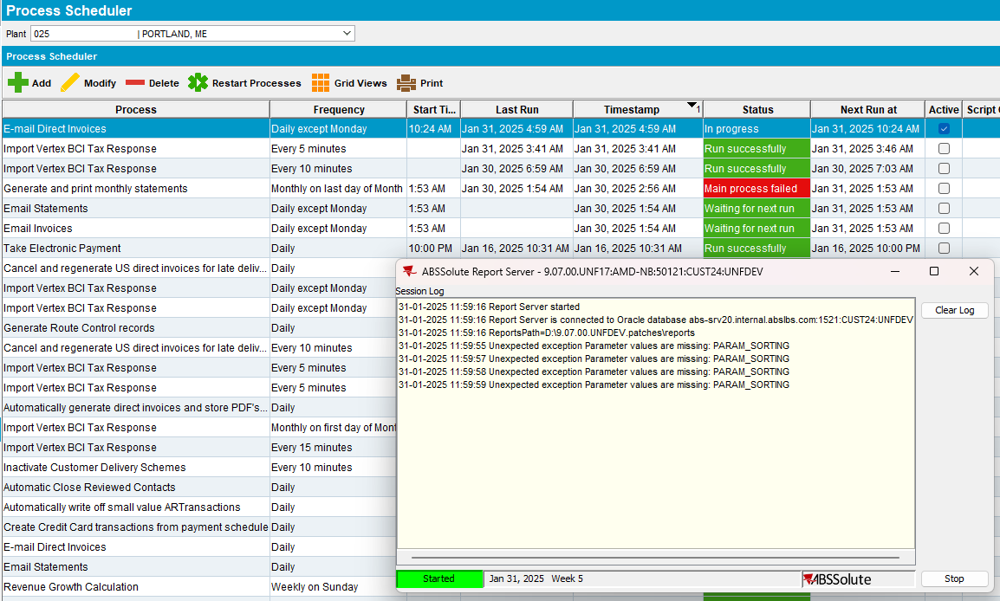 Process Scheduler
Plant 025 | PORTLAND, ME
Process Scheduler
Add Modify Delete Restart Processes Grid Views Print
Process Frequency Start Ti... Last Run Timestamp 1 Status Next Run at Active Script
E-mail Direct Invoices Daily except Monday 10:24 AM Jan 31, 2025 4:59 AM Jan 31, 2025 4:59 AM In progress Jan 31, 2025 10:24 AM
Import Vertex BCI Tax Response Every 5 minutes Jan 31, 2025 3:41 AM Jan 31, 2025 3:41 AM Run successfully Jan 31, 2025 3:46 AM
Import Vertex BCI Tax Response Every 10 minutes Jan 30, 2025 6:59 AM Jan 30, 2025 6:59 AM Run successfully Jan 30, 2025 7:03 AM
Generate and print monthly statements Monthly on last day of Month 1:53 AM Jan 30, 2025 1:54 AM Jan 30, 2025 2:56 AM Main process failed Jan 31, 2025 1:53 AM
Email Statements Daily except Monday 1:53 AM Jan 30, 2025 1:54 AM Waiting for next run Jan 31, 2025 1:53 AM
Email Invoices Daily except Monday 1:53 AM Jan 30, 2025 1:54 AM Waiting for next run Jan 31, 2025 1:53 AM
Take Electronic Payment Daily 10:00 PM Jan 16, 2025 10:31 AM Jan 16, 2025 10:31 AM Run successfully Jan 16, 2025 10:00 PM
Cancel and regenerate US direct invoices for late deliv... Daily
Import Vertex BCI Tax Response Daily except Monday
Import Vertex BCI Tax Response Daily except Monday
Generate Route Control records Daily
Cancel and regenerate US direct invoices for late deliv... Every 10 minutes
Import Vertex BCI Tax Response Every 5 minutes
Import Vertex BCI Tax Response Every 5 minutes
Automatically generate direct invoices and store PDF's... Daily
Import Vertex BCI Tax Response Monthly on first day of Mont
Import Vertex BCI Tax Response Every 15 minutes
Inactivate Customer Delivery Schemes Every 10 minutes
Automatic Close Reviewed Contacts Daily
Automatically write off small value ARTransactions Daily
Create Credit Card transactions from payment schedule Daily
E-mail Direct Invoices Daily
Email Statements Daily
Revenue Growth Calculation Weekly on Sunday
ABSSolute Report Server - 9.07.00.UNF17:AMD-NB:50121:CUST24:UNFDEV
Session Log
31-01-2025 11:59:16 Report Server started
31-01-2025 11:59:16 Report Server is connected to Oracle database abs-srv20.internal.abslbs.com:1521:CUST24:UNFDEV
31-01-2025 11:59:16 ReportsPath=D:\9.07.00.UNFDEV.patches\reports
31-01-2025 11:59:55 Unexpected exception Parameter values are missing: PARAM_SORTING
31-01-2025 11:59:57 Unexpected exception Parameter values are missing: PARAM_SORTING
31-01-2025 11:59:58 Unexpected exception Parameter values are missing: PARAM_SORTING
31-01-2025 11:59:59 Unexpected exception Parameter values are missing: PARAM_SORTING
Clear Log
Started Jan 31, 2025 Week 5 ABSSolute Stop